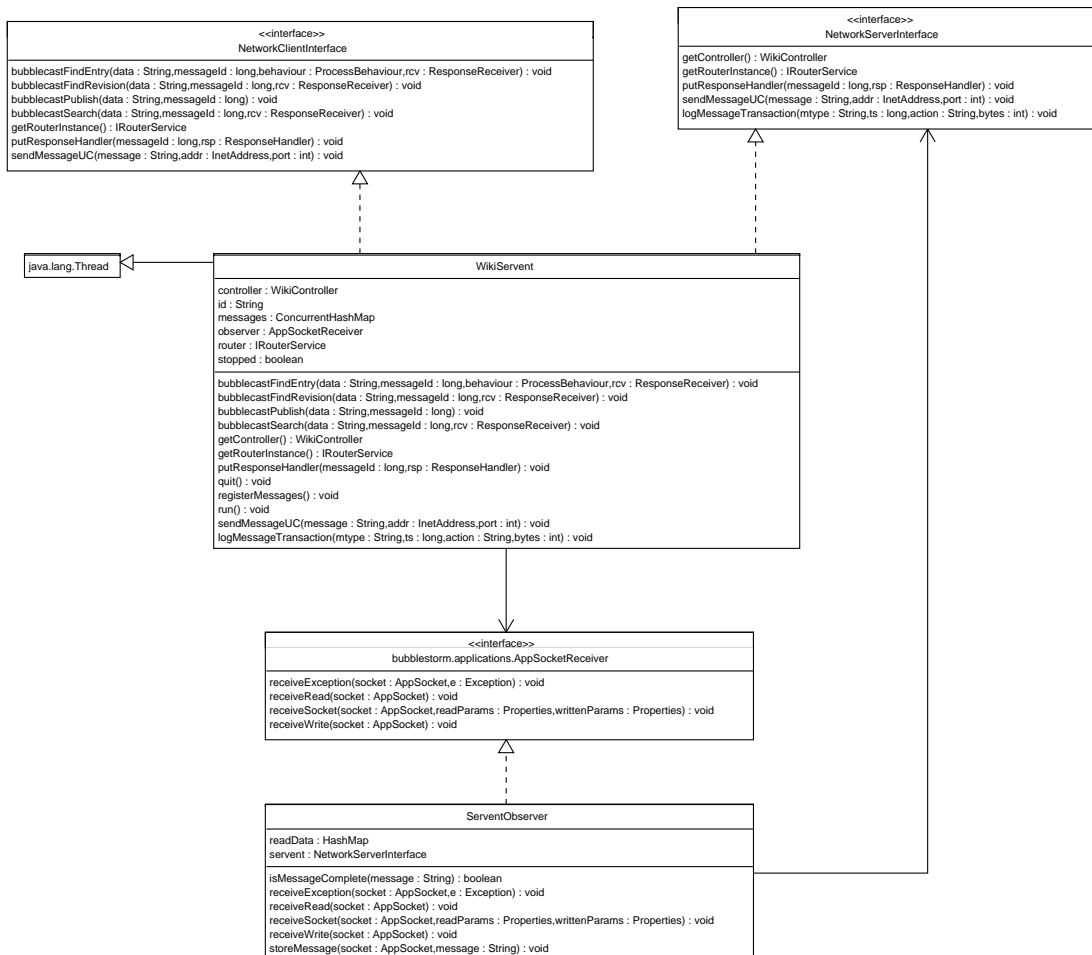 <<interface>>
NetworkClientInterface
bubblecastFindEntry(data : String,messageId : long,behaviour : ProcessBehaviour,rcv : ResponseReceiver) : void
bubblecastFindRevision(data : String,messageId : long,rcv : ResponseReceiver) : void
bubblecastPublish(data : String,messageId : long) : void
bubblecastSearch(data : String,messageId : long,rcv : ResponseReceiver) : void
getRouterInstance() : IRouterService
putResponseHandler(messageId : long,rsp : ResponseHandler) : void
sendMessageUC(message : String,addr : InetAddress,port : int) : void
<<interface>>
NetworkServerInterface
getController() : WikiController
getRouterInstance() : IRouterService
putResponseHandler(messageId : long,rsp : ResponseHandler) : void
sendMessageUC(message : String,addr : InetAddress,port : int) : void
logMessageTransaction(mtype : String,ts : long,action : String,bytes : int) : void
java.lang.Thread
WikiServent
controller : WikiController
id : String
messages : ConcurrentHashMap
observer : AppSocketReceiver
router : IRouterService
stopped : boolean
bubblecastFindEntry(data : String,messageId : long,behaviour : ProcessBehaviour,rcv : ResponseReceiver) : void
bubblecastFindRevision(data : String,messageId : long,rcv : ResponseReceiver) : void
bubblecastPublish(data : String,messageId : long) : void
bubblecastSearch(data : String,messageId : long,rcv : ResponseReceiver) : void
getController() : WikiController
getRouterInstance() : IRouterService
putResponseHandler(messageId : long,rsp : ResponseHandler) : void
quit() : void
registerMessages() : void
run() : void
sendMessageUC(message : String,addr : InetAddress,port : int) : void
logMessageTransaction(mtype : String,ts : long,action : String,bytes : int) : void
<<interface>>
bubblestorm.applications.AppSocketReceiver
receiveException(socket : AppSocket,e : Exception) : void
receiveRead(socket : AppSocket) : void
receiveSocket(socket : AppSocket,readParams : Properties,writtenParams : Properties) : void
receiveWrite(socket : AppSocket) : void
ServentObserver
readData : HashMap
servent : NetworkServerInterface
isMessageComplete(message : String) : boolean
receiveException(socket : AppSocket,e : Exception) : void
receiveRead(socket : AppSocket) : void
receiveSocket(socket : AppSocket,readParams : Properties,writtenParams : Properties) : void
receiveWrite(socket : AppSocket) : void
storeMessage(socket : AppSocket,message : String) : void